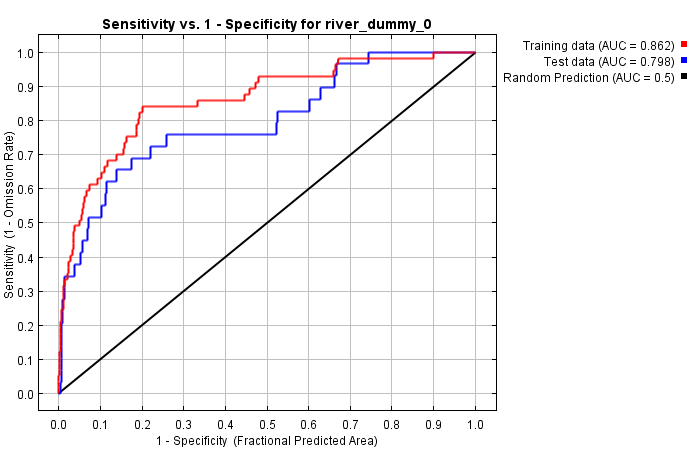 Sensitivity vs. 1 - Specificity for river_dummy_0
Training data (AUC = 0.862)
Test data (AUC = 0.798)
Random Prediction (AUC = 0.5)
Sensitivity (1 - Omission Rate)
1.0
0.9
0.8
0.7
0.6
0.5
0.4
0.3
0.2
0.1
0.0
0.0 0.1 0.2 0.3 0.4 0.5 0.6 0.7 0.8 0.9 1.0
1 - Specificity (Fractional Predicted Area)